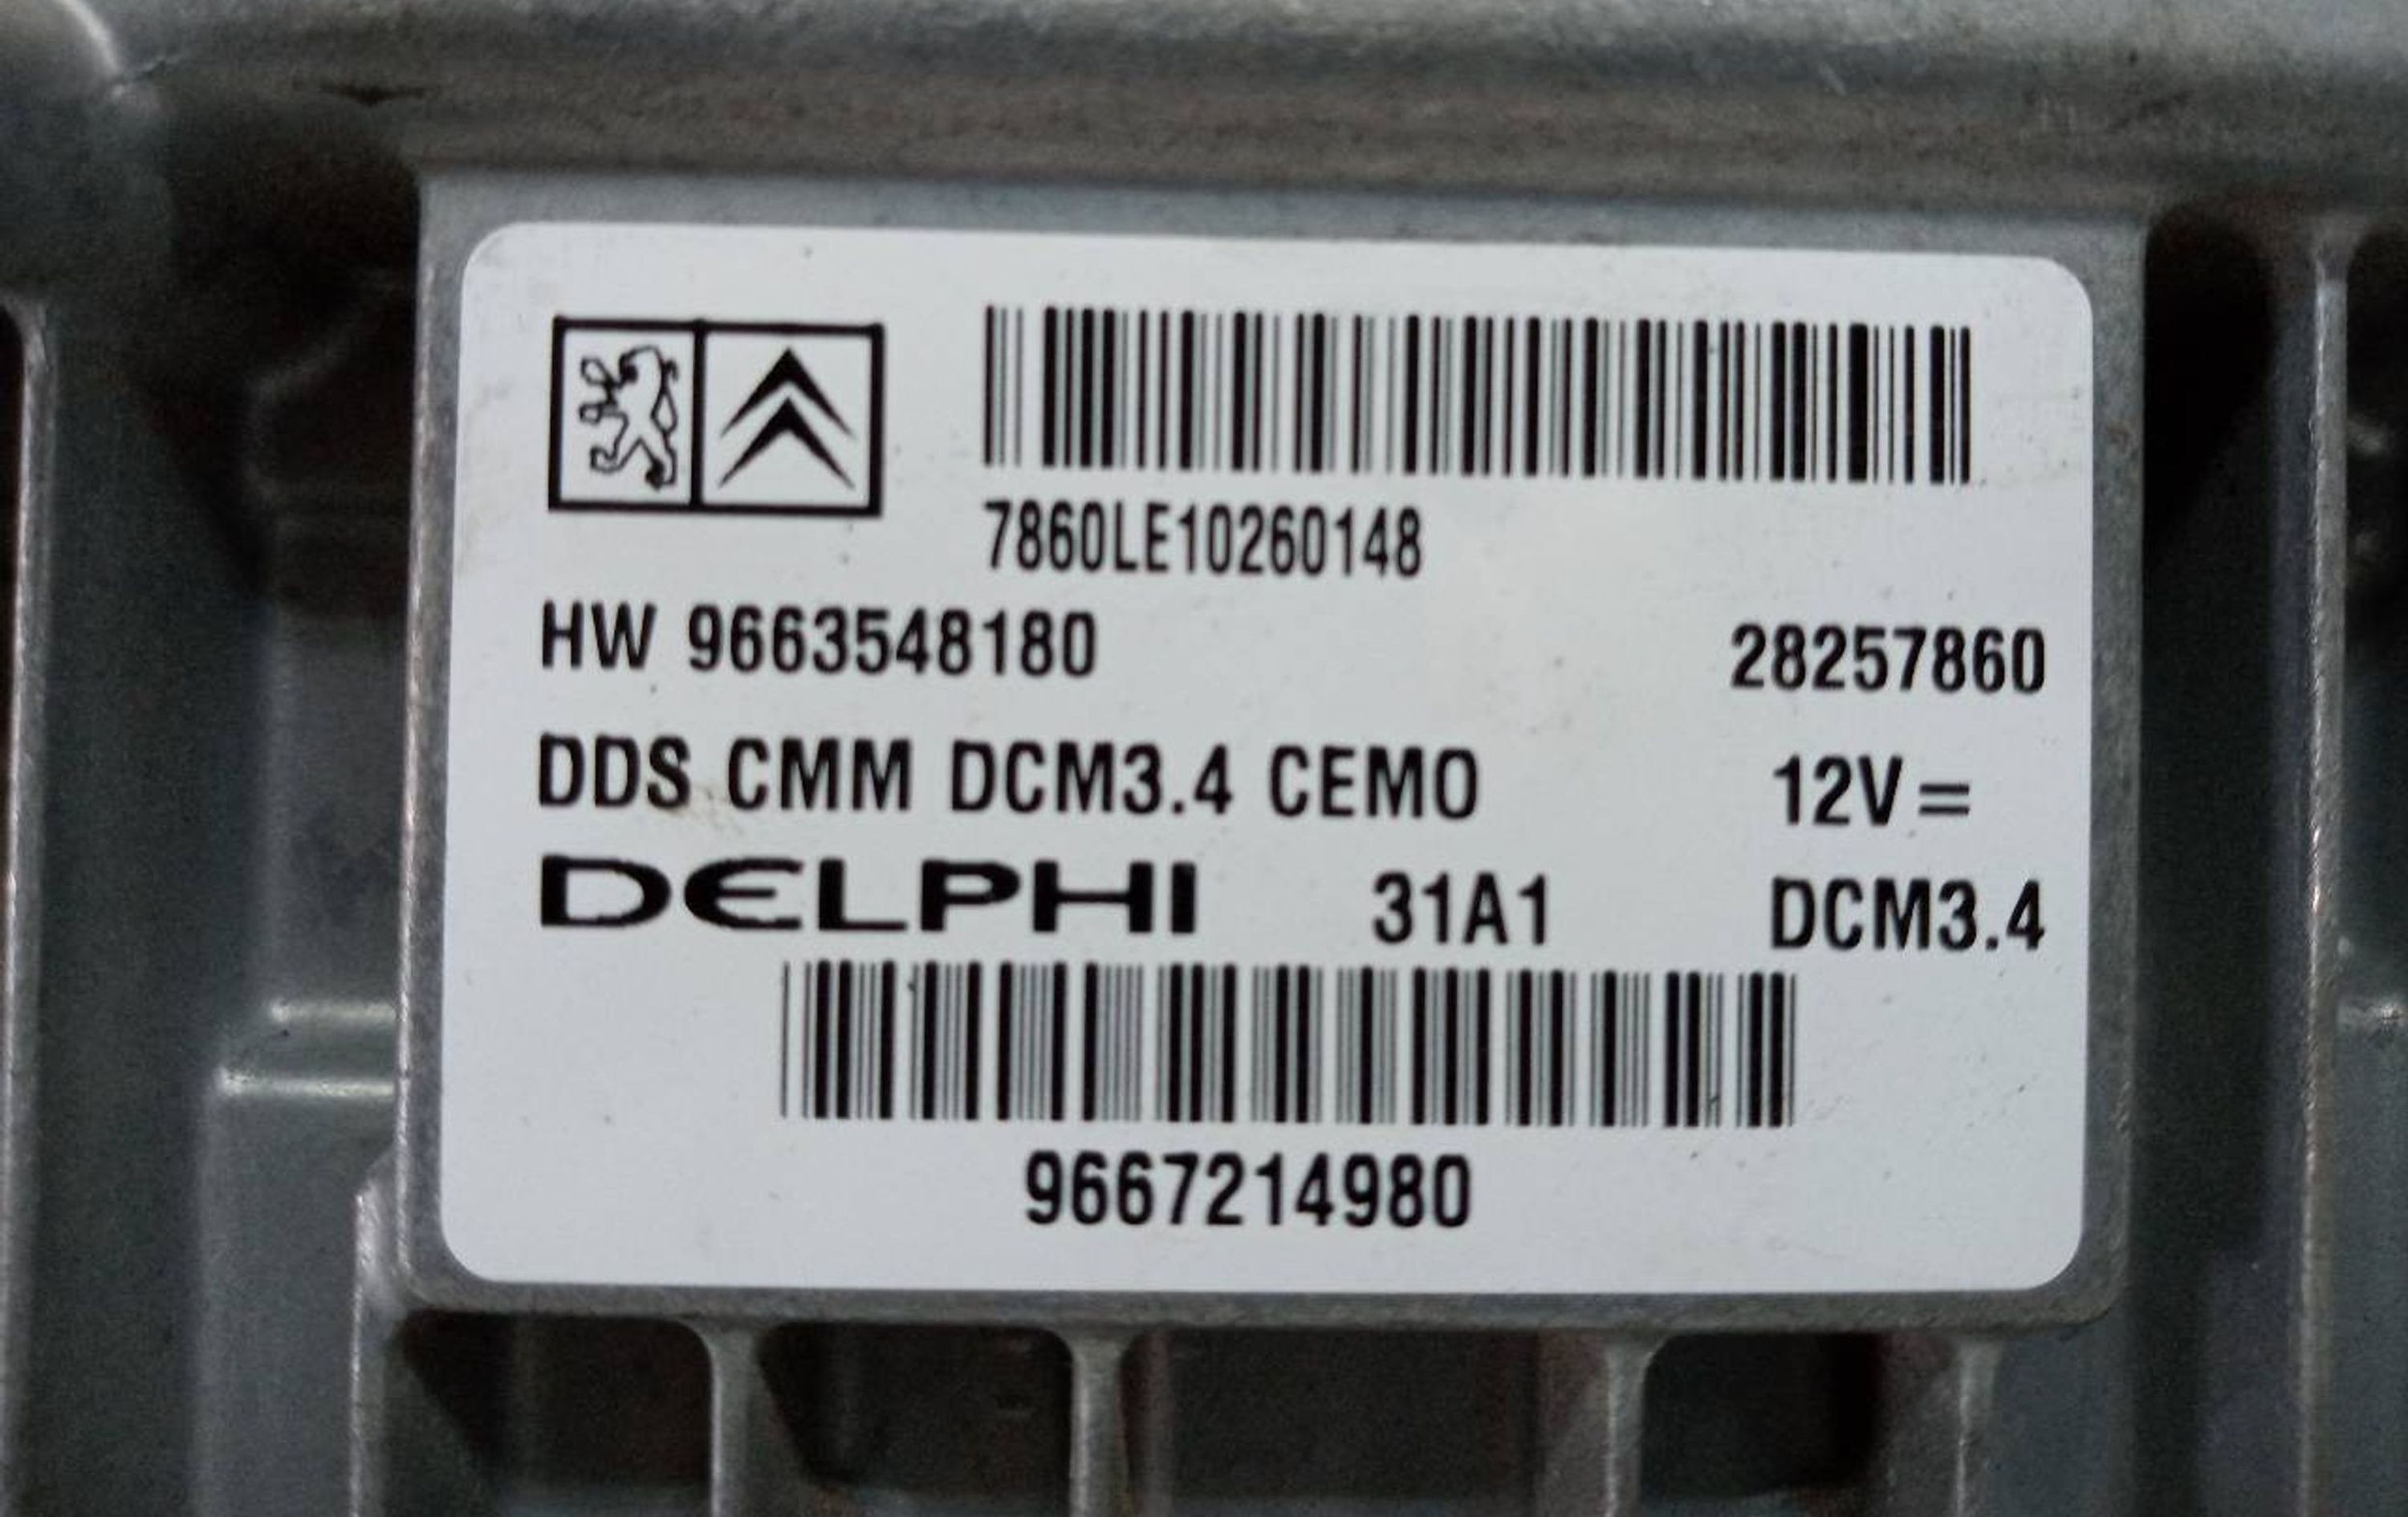 7860LE10260148
HW 9663548180 28257860
DDS CMM DCM3.4 CEMO 12V=
DELPHI 31A1 DCM3.4
9667214980